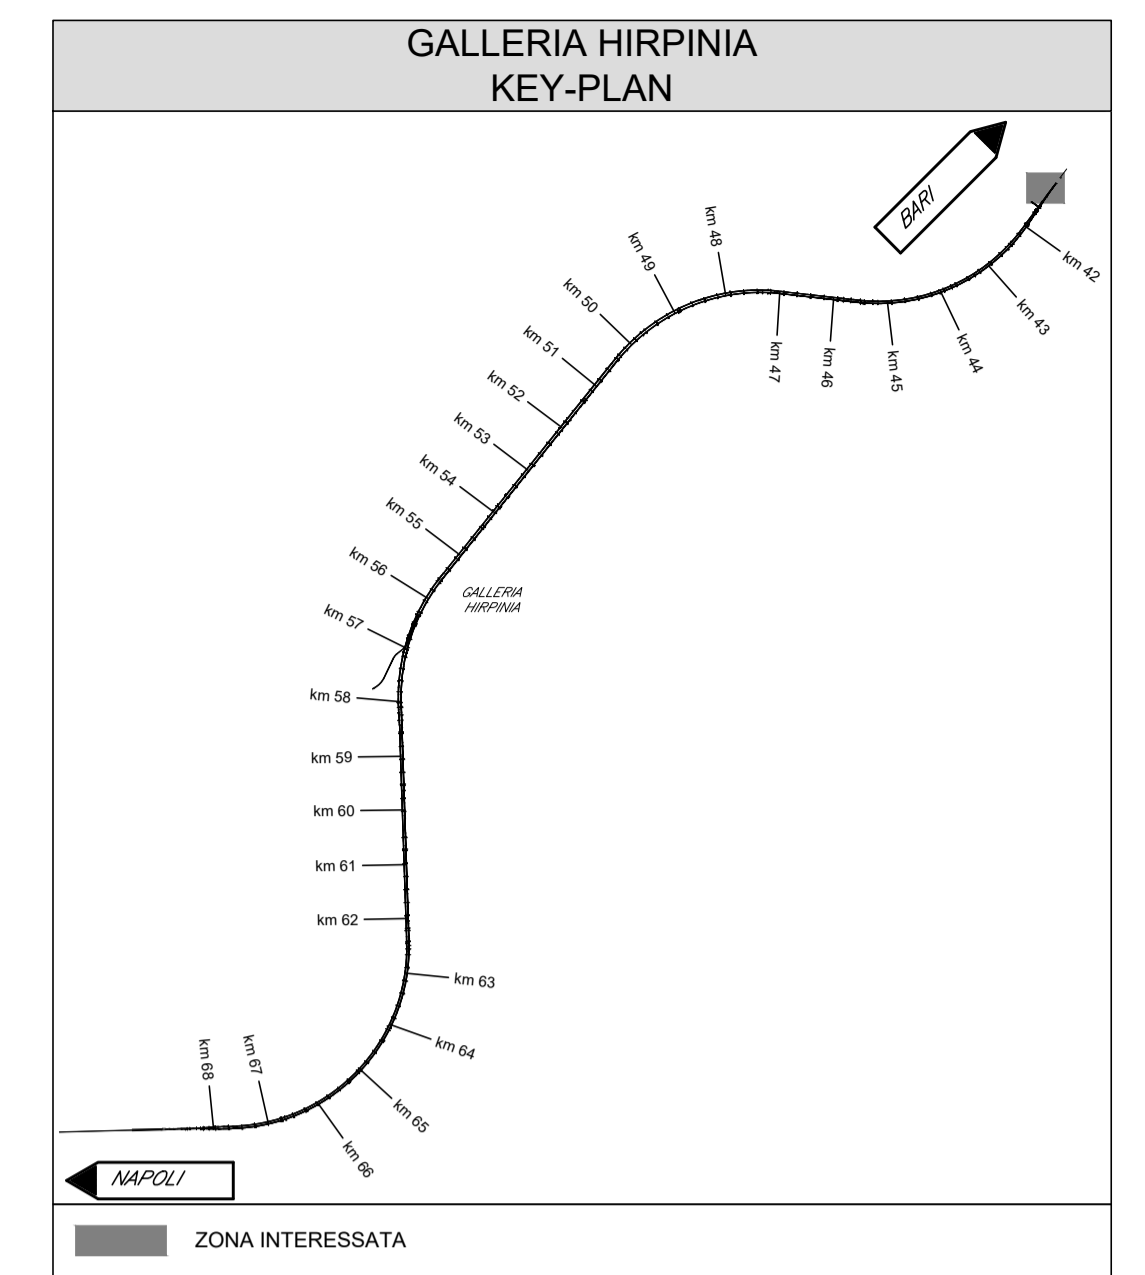 GALLERIA HIRPINIA
KEY-PLAN
BARI
km 42
km 43
km 44
km 45
km 46
km 47
km 48
km 49
km 50
km 51
km 52
km 53
km 54
km 55
km 56
GALLERIA
HIRPINIA
km 57
km 58
km 59
km 60
km 61
km 62
km 63
km 64
km 65
km 66
km 67
km 68
NAPOLI
ZONA INTERESSATA